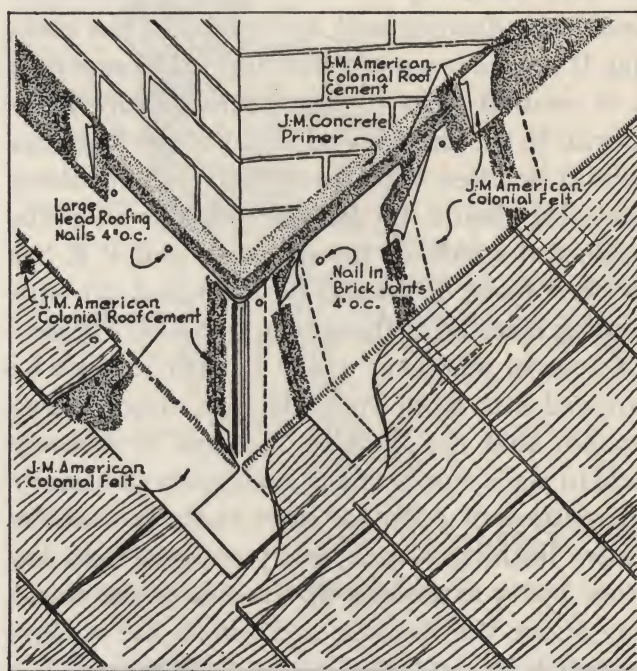 J-M. American
Colonial Roof
Cement
J-M. Concrete
Primer
Large
Head Roofing
Nails 4" o.c.
J-M American
Colonial Felt
Nail In
Brick Joints
4" o.c.
J-M. American
Colonial Roof Cement
J-M. American
Colonial Felt